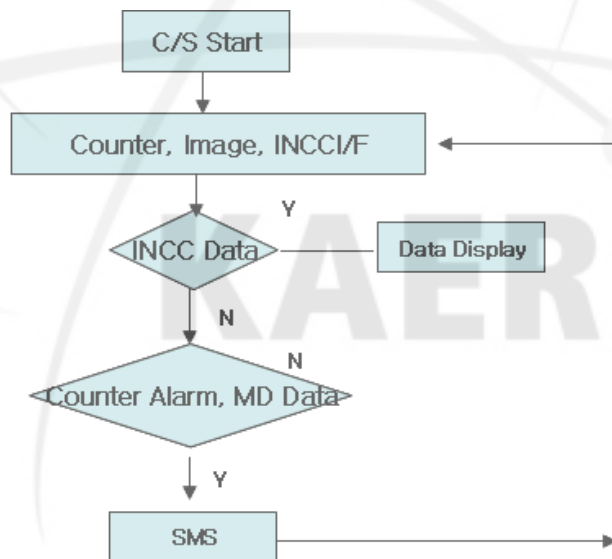 C/S Start
Counter, Image, INCCI/F
Y
INCC Data
Data Display
N
N
Counter Alarm, MD Data
Y
SMS
KAER